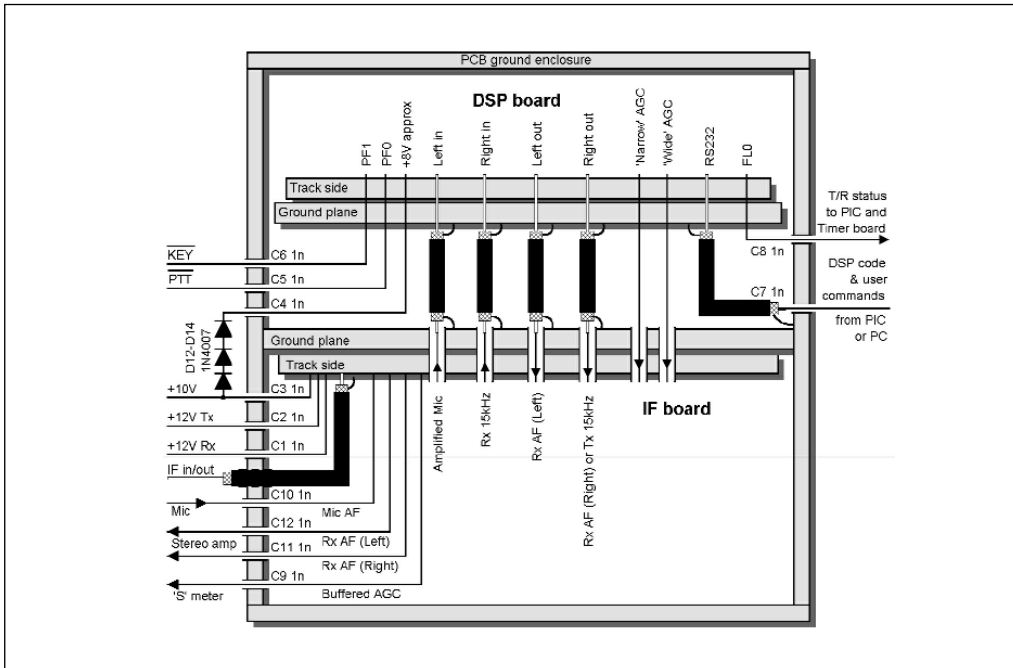 PCB ground enclosure
DSP board
PF1
PF0
+8V approx
Left in
Right in
Left out
Right out
'Narrow' AGC
'Wide' AGC
RS232
FL0
Track side
Ground plane
T/R status
to PIC and
Timer board
C8 1n
DSP code
& user
commands
C7 1n
from PIC
or PC
KEY
C6 1n
PTT
C5 1n
C4 1n
D12-D14
1N4007
Ground plane
Track side
+10V
C3 1n
+12V Tx
C2 1n
+12V Rx
C1 1n
IF in/out
C10 1n
Mic
Mic AF
C12 1n
Stereo amp
Rx AF (Left)
C11 1n
Rx AF (Right)
C9 1n
'S' meter
Buffered AGC
Amplified Mic
Rx 15kHz
Rx AF (Left)
Rx AF (Right) or Tx 15kHz
IF board